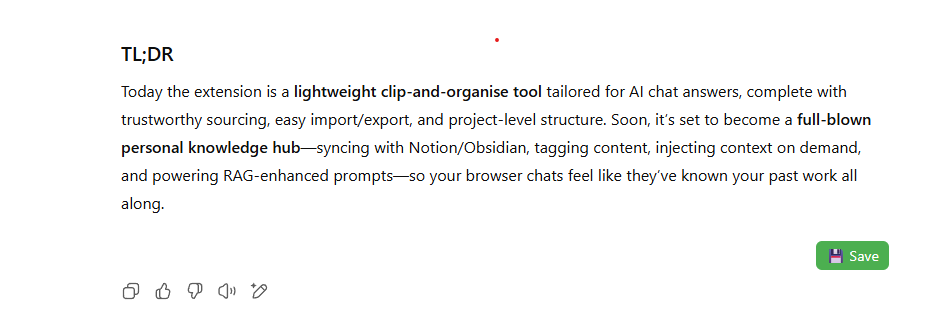 TL;DR
Today the extension is a lightweight clip-and-organise tool tailored for AI chat answers, complete with
trustworthy sourcing, easy import/export, and project-level structure. Soon, it’s set to become a full-blown
personal knowledge hub—syncing with Notion/Obsidian, tagging content, injecting context on demand,
and powering RAG-enhanced prompts—so your browser chats feel like they’ve known your past work all
along.
💾 Save